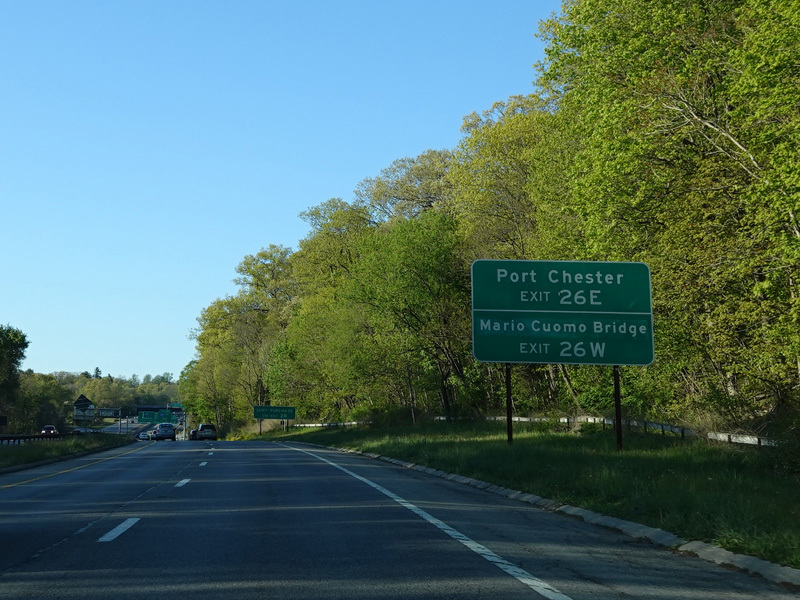 Port Chester
EXIT 26E
Mario Cuomo Bridge
EXIT 26W